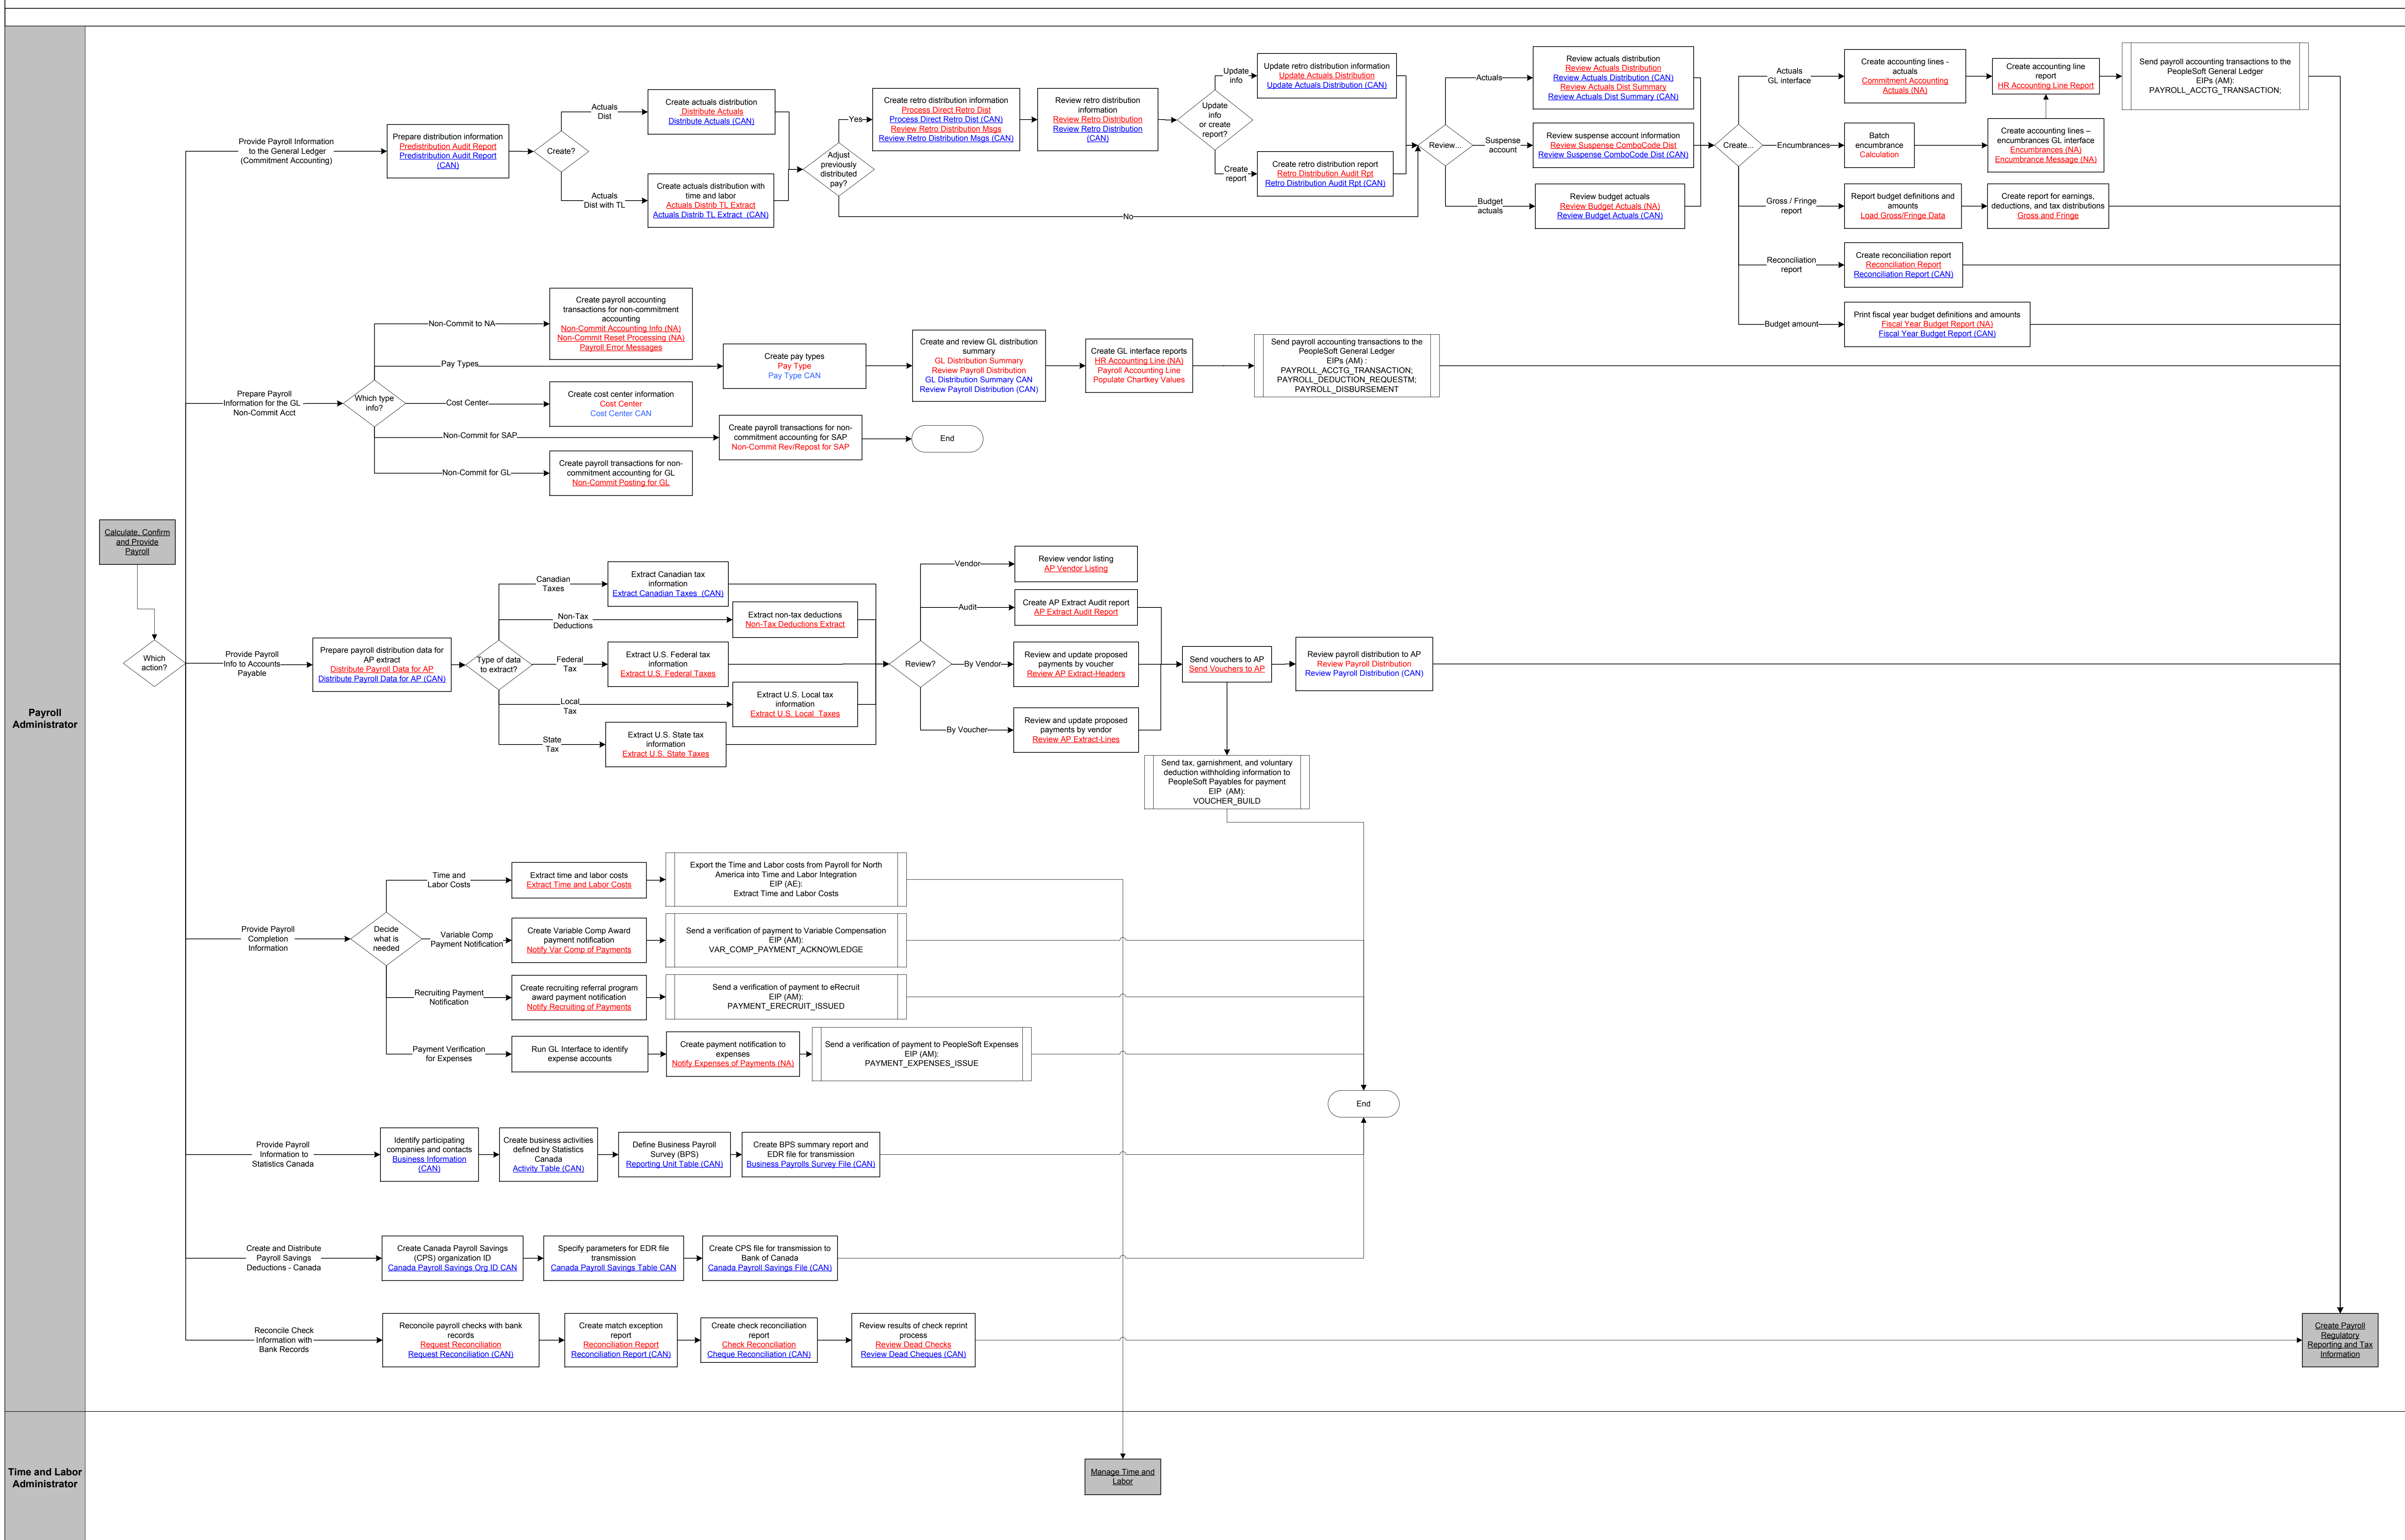 Payroll
Administrator
Time and Labor
Administrator
Calculate, Confirm
and Provide
Payroll
Which
action?
Provide Payroll Information
to the General Ledger
(Commitment Accounting)
Prepare distribution information
Predistribution Audit Report
Predistribution Audit Report
(CAN)
Create?
Actuals
Dist
Create actuals distribution
Distribute Actuals
Distribute Actuals (CAN)
Actuals
Dist with TL
Create actuals distribution with
time and labor
Actuals Distrib TL Extract
Actuals Distrib TL Extract (CAN)
Adjust
previously
distributed
pay?
Yes
No
Create retro distribution information
Process Direct Retro Dist
Process Direct Retro Dist (CAN)
Review Retro Distribution Msgs
Review Retro Distribution Msgs (CAN)
Review retro distribution
information
Review Retro Distribution
Review Retro Distribution
(CAN)
Update
info
or create
report?
Update
info
Update retro distribution information
Update Actuals Distribution
Update Actuals Distribution (CAN)
Create
report
Create retro distribution report
Retro Distribution Audit Rpt
Retro Distribution Audit Rpt (CAN)
Review...
Actuals
Review actuals distribution
Review Actuals Distribution
Review Actuals Distribution (CAN)
Review Actuals Dist Summary
Review Actuals Dist Summary (CAN)
Suspense
account
Review suspense account information
Review Suspense ComboCode Dist
Review Suspense ComboCode Dist (CAN)
Budget
actuals
Review budget actuals
Review Budget Actuals (NA)
Review Budget Actuals (CAN)
Create...
Actuals
GL interface
Create accounting lines -
actuals
Commitment Accounting
Actuals (NA)
Create accounting line
report
HR Accounting Line Report
Send payroll accounting transactions to the
PeopleSoft General Ledger
EIPs (AM):
PAYROLL_ACCTG_TRANSACTION;
Encumbrances
Batch
encumbrance
Calculation
Create accounting lines –
encumbrances GL interface
Encumbrances (NA)
Encumbrance Message (NA)
Gross / Fringe
report
Report budget definitions and
amounts
Load Gross/Fringe Data
Create report for earnings,
deductions, and tax distributions
Gross and Fringe
Reconciliation
report
Create reconciliation report
Reconciliation Report
Reconciliation Report (CAN)
Budget amount
Print fiscal year budget definitions and amounts
Fiscal Year Budget Report (NA)
Fiscal Year Budget Report (CAN)
Prepare Payroll
Information for the GL
Non-Commit Acct
Which type
info?
Non-Commit to NA
Create payroll accounting
transactions for non-commitment
accounting
Non-Commit Accounting Info (NA)
Non-Commit Reset Processing (NA)
Payroll Error Messages
Pay Types
Create pay types
Pay Type
Pay Type CAN
Create and review GL distribution
summary
GL Distribution Summary
Review Payroll Distribution
GL Distribution Summary CAN
Review Payroll Distribution (CAN)
Create GL interface reports
HR Accounting Line (NA)
Payroll Accounting Line
Populate Chartkey Values
Send payroll accounting transactions to the
PeopleSoft General Ledger
EIPs (AM) :
PAYROLL_ACCTG_TRANSACTION;
PAYROLL_DEDUCTION_REQUESTM;
PAYROLL_DISBURSEMENT
Cost Center
Create cost center information
Cost Center
Cost Center CAN
Non-Commit for SAP
Create payroll transactions for non-
commitment accounting for SAP
Non-Commit Rev/Repost for SAP
End
Non-Commit for GL
Create payroll transactions for non-
commitment accounting for GL
Non-Commit Posting for GL
Provide Payroll
Info to Accounts
Payable
Prepare payroll distribution data for
AP extract
Distribute Payroll Data for AP
Distribute Payroll Data for AP (CAN)
Type of data
to extract?
Canadian
Taxes
Extract Canadian tax
information
Extract Canadian Taxes (CAN)
Non-Tax
Deductions
Extract non-tax deductions
Non-Tax Deductions Extract
Federal
Tax
Extract U.S. Federal tax
information
Extract U.S. Federal Taxes
Local
Tax
Extract U.S. Local tax
information
Extract U.S. Local Taxes
State
Tax
Extract U.S. State tax
information
Extract U.S. State Taxes
Review?
Vendor
Review vendor listing
AP Vendor Listing
Audit
Create AP Extract Audit report
AP Extract Audit Report
By Vendor
Review and update proposed
payments by voucher
Review AP Extract-Headers
By Voucher
Review and update proposed
payments by vendor
Review AP Extract-Lines
Send vouchers to AP
Send Vouchers to AP
Review payroll distribution to AP
Review Payroll Distribution
Review Payroll Distribution (CAN)
Send tax, garnishment, and voluntary
deduction withholding information to
PeopleSoft Payables for payment
EIP (AM):
VOUCHER_BUILD
Provide Payroll
Completion
Information
Decide
what is
needed
Time and
Labor Costs
Extract time and labor costs
Extract Time and Labor Costs
Export the Time and Labor costs from Payroll for North
America into Time and Labor Integration
EIP (AE):
Extract Time and Labor Costs
Variable Comp
Payment Notification
Create Variable Comp Award
payment notification
Notify Var Comp of Payments
Send a verification of payment to Variable Compensation
EIP (AM):
VAR_COMP_PAYMENT_ACKNOWLEDGE
Recruiting Payment
Notification
Create recruiting referral program
award payment notification
Notify Recruiting of Payments
Send a verification of payment to eRecruit
EIP (AM):
PAYMENT_ERECRUIT_ISSUED
Payment Verification
for Expenses
Run GL Interface to identify
expense accounts
Create payment notification to
expenses
Notify Expenses of Payments (NA)
Send a verification of payment to PeopleSoft Expenses
EIP (AM):
PAYMENT_EXPENSES_ISSUE
End
Provide Payroll
Information to
Statistics Canada
Identify participating
companies and contacts
Business Information
(CAN)
Create business activities
defined by Statistics
Canada
Activity Table (CAN)
Define Business Payroll
Survey (BPS)
Reporting Unit Table (CAN)
Create BPS summary report and
EDR file for transmission
Business Payrolls Survey File (CAN)
Create and Distribute
Payroll Savings
Deductions - Canada
Create Canada Payroll Savings
(CPS) organization ID
Canada Payroll Savings Org ID CAN
Specify parameters for EDR file
transmission
Canada Payroll Savings Table CAN
Create CPS file for transmission to
Bank of Canada
Canada Payroll Savings File (CAN)
Reconcile Check
Information with
Bank Records
Reconcile payroll checks with bank
records
Request Reconciliation
Request Reconciliation (CAN)
Create match exception
report
Reconciliation Report
Reconciliation Report (CAN)
Create check reconciliation
report
Check Reconciliation
Cheque Reconciliation (CAN)
Review results of check reprint
process
Review Dead Checks
Review Dead Cheques (CAN)
Create Payroll
Regulatory
Reporting and Tax
Information
Manage Time and
Labor